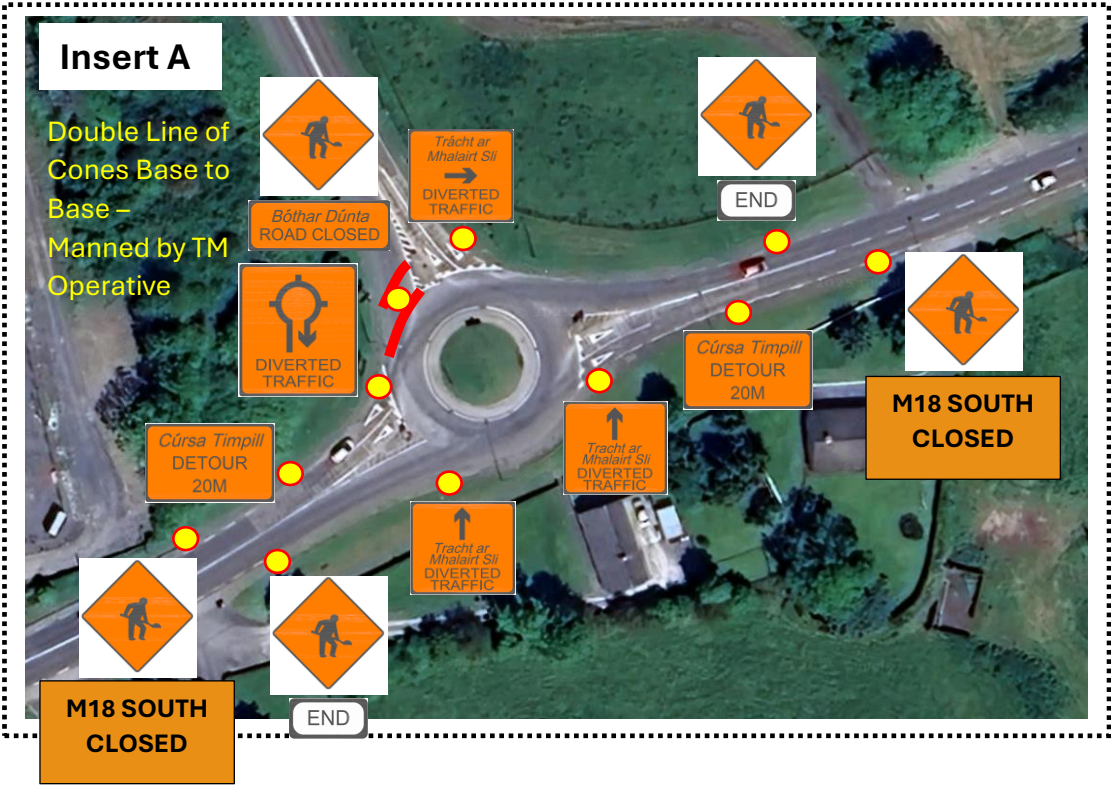 Insert A
Double Line of
Cones Base to
Base –
Manned by TM
Operative
Bóthar Dúnta
ROAD CLOSED
DIVERTED
TRAFFIC
Trácht ar
Mhalairt Slí
DIVERTED
TRAFFIC
END
Cúrsa Timpill
DETOUR
20M
M18 SOUTH
CLOSED
Tracht ar
Mhalairt Sli
DIVERTED
TRAFFIC
Cúrsa Timpill
DETOUR
20M
Tracht ar
Mhalairt Sli
DIVERTED
TRAFFIC
M18 SOUTH
CLOSED
END